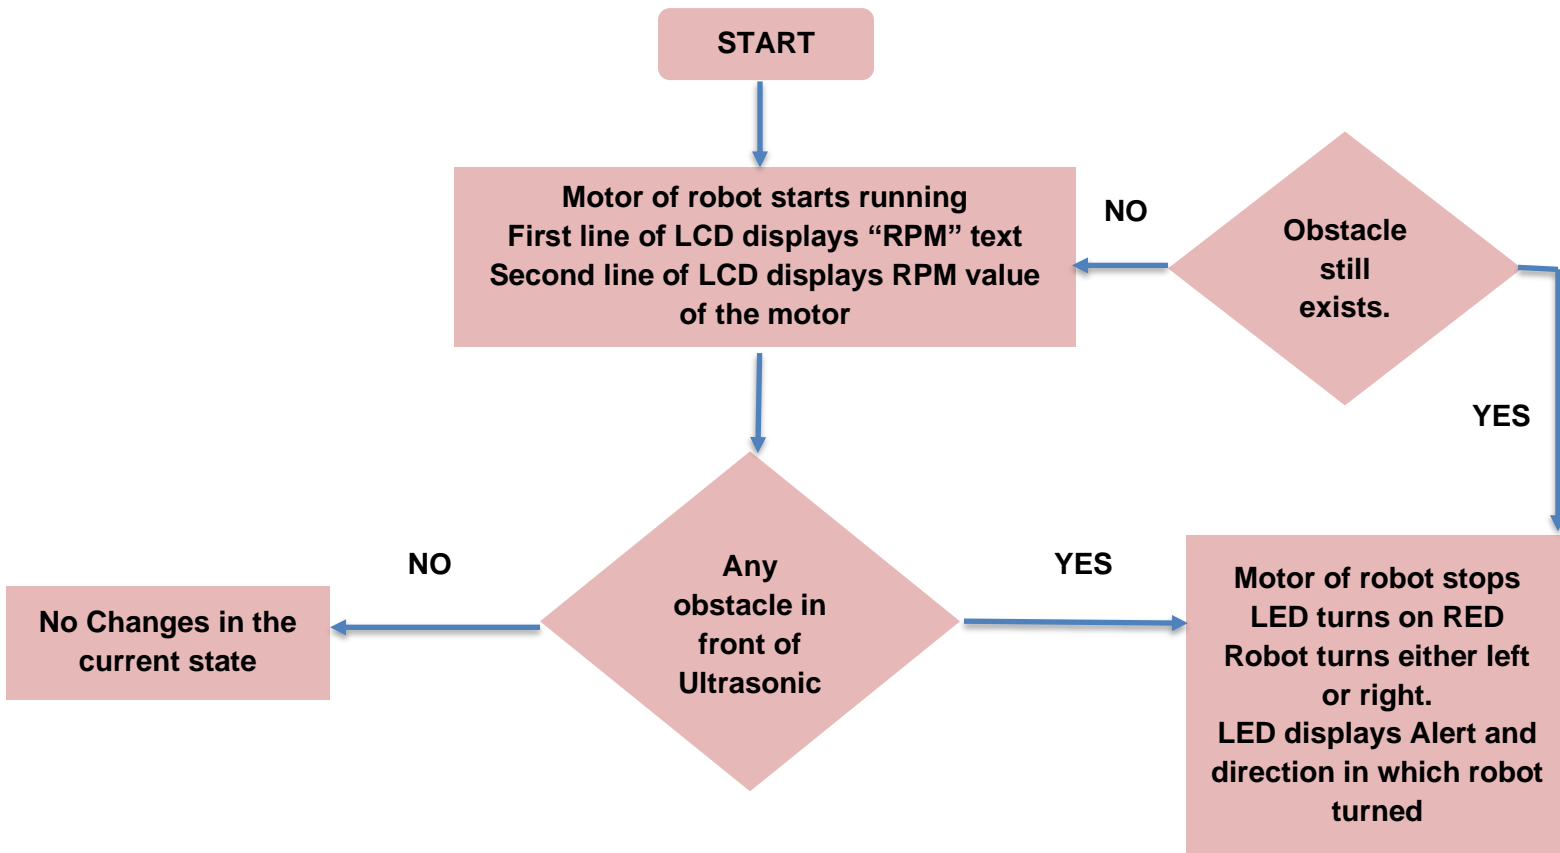 START
Motor of robot starts running
First line of LCD displays “RPM” text
Second line of LCD displays RPM value
of the motor
NO
Obstacle
still
exists.
YES
NO
Any
obstacle in
front of
Ultrasonic
YES
No Changes in the
current state
Motor of robot stops
LED turns on RED
Robot turns either left
or right.
LED displays Alert and
direction in which robot
turned